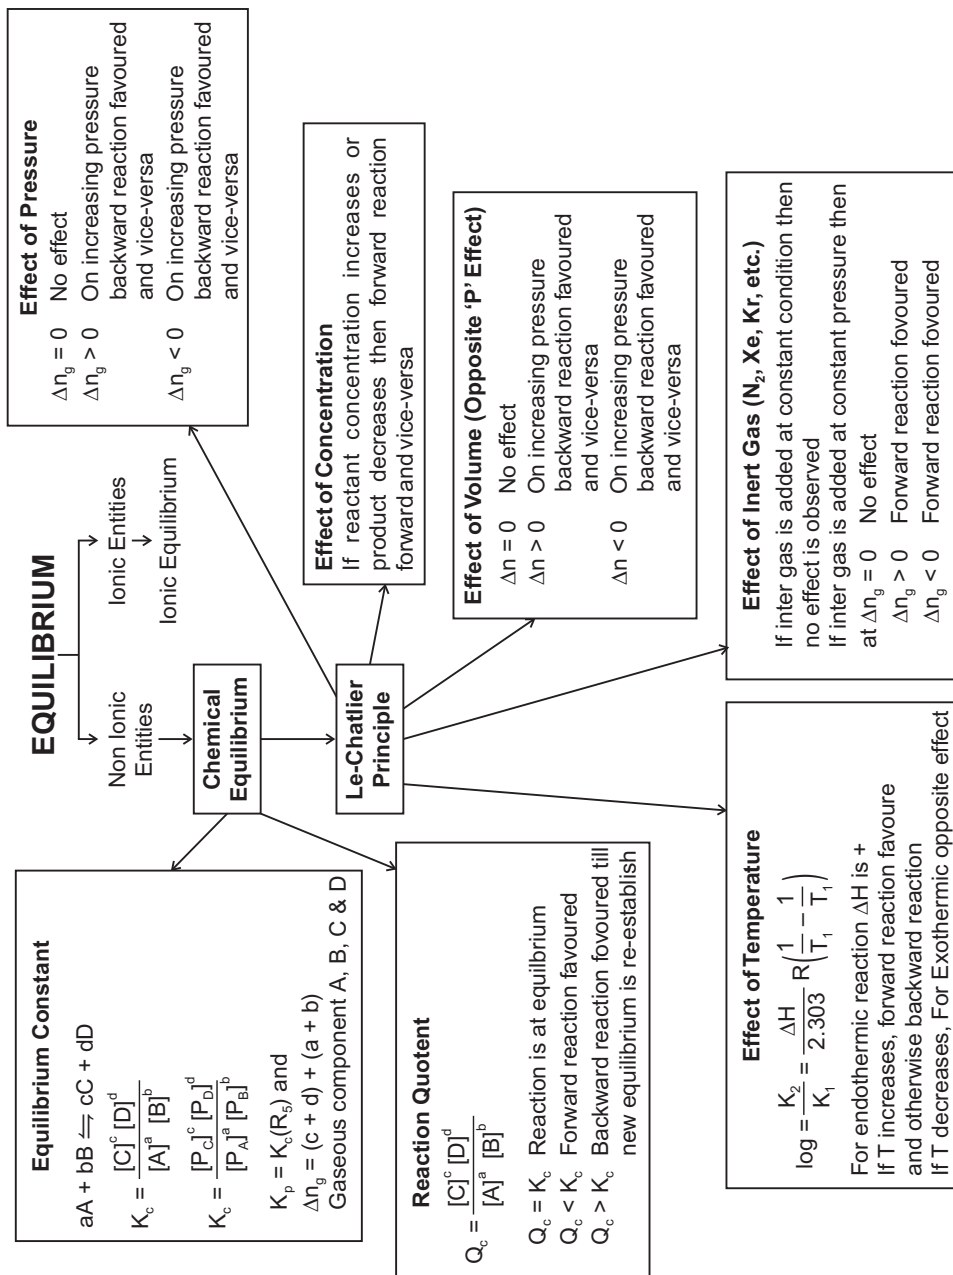 EQUILIBRIUM
Non Ionic
Entities
Ionic Entities
Ionic Equilibrium
Chemical
Equilibrium
Le-Chatlier
Principle
Equilibrium Constant
aA + bB ⇋ cC + dD
K_c = [C]^c [D]^d / [A]^a [B]^b
K_c = [P_C]^c [P_D]^d / [P_A]^a [P_B]^b
K_p = K_c(R_5) and
Δn_g = (c + d) + (a + b)
Gaseous component A, B, C & D
Reaction Quotent
Q_c = [C]^c [D]^d / [A]^a [B]^b
Q_c = K_c Reaction is at equilbrium
Q_c < K_c Forward reaction favoured
Q_c > K_c Backward reaction fovoured till
new equilibrium is re-establish
Effect of Temperature
log = K_2 / K_1 = ΔH / 2.303 R(1 / T_1 − 1 / T_1)
For endothermic reaction ΔH is +
If T increases, forward reaction favoure
and otherwise backward reaction
If T decreases, For Exothermic opposite effect
Effect of Pressure
Δn_g = 0 No effect
Δn_g > 0 On increasing pressure
backward reaction favoured
and vice-versa
Δn_g < 0 On increasing pressure
backward reaction favoured
and vice-versa
Effect of Concentration
If reactant concentration increases or
product decreases then forward reaction
forward and vice-versa
Effect of Volume (Opposite ‘P’ Effect)
Δn = 0 No effect
Δn > 0 On increasing pressure
backward reaction favoured
and vice-versa
Δn < 0 On increasing pressure
backward reaction favoured
and vice-versa
Effect of Inert Gas (N_2, Xe, Kr, etc.)
If inter gas is added at constant condition then
no effect is observed
If inter gas is added at constant pressure then
at Δn_g = 0 No effect
Δn_g > 0 Forward reaction fovoured
Δn_g < 0 Foward reaction favoured